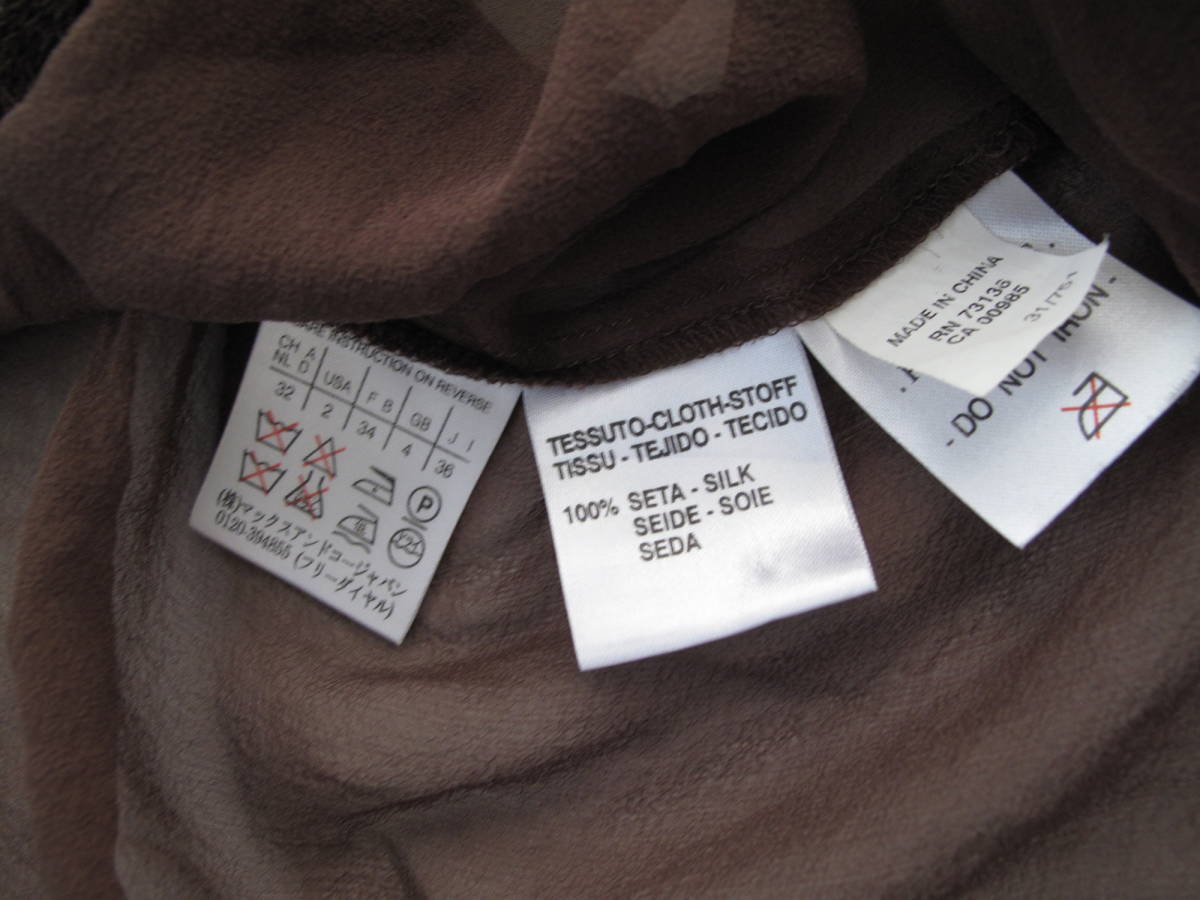 CARE INSTRUCTION ON REVERSE
CH A USA F B GB J I
NL D
32 2 34 4 36
P
(株)マックスアンドコージャパン
0120-394855 (フリーダイヤル)
TESSUTO-CLOTH-STOFF
TISSU - TEJIDO - TECIDO
100% SETA - SILK
SEIDE - SOIE
SEDA
MADE IN CHINA
RN 73136
CA 00985
31/751
- DO NOT IRON -